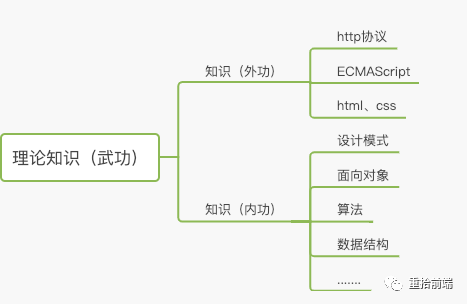 理论知识（武功）
知识（外功）
http协议
ECMAScript
html、css
知识（内功）
设计模式
面向对象
算法
数据结构
.......
重拾前端